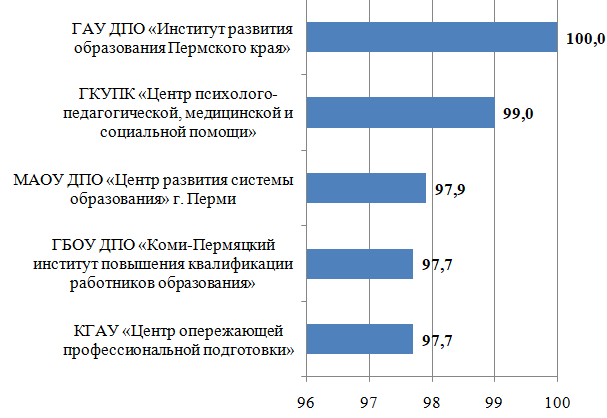 ГАУ ДПО «Институт развития
образования Пермского края»
100,0
ГКУПК «Центр психолого-
педагогической, медицинской и
социальной помощи»
99,0
МАОУ ДПО «Центр развития системы
образования» г. Перми
97,9
ГБОУ ДПО «Коми-Пермяцкий
институт повышения квалификации
работников образования»
97,7
КГАУ «Центр опережающей
профессиональной подготовки»
97,7
96 97 98 99 100